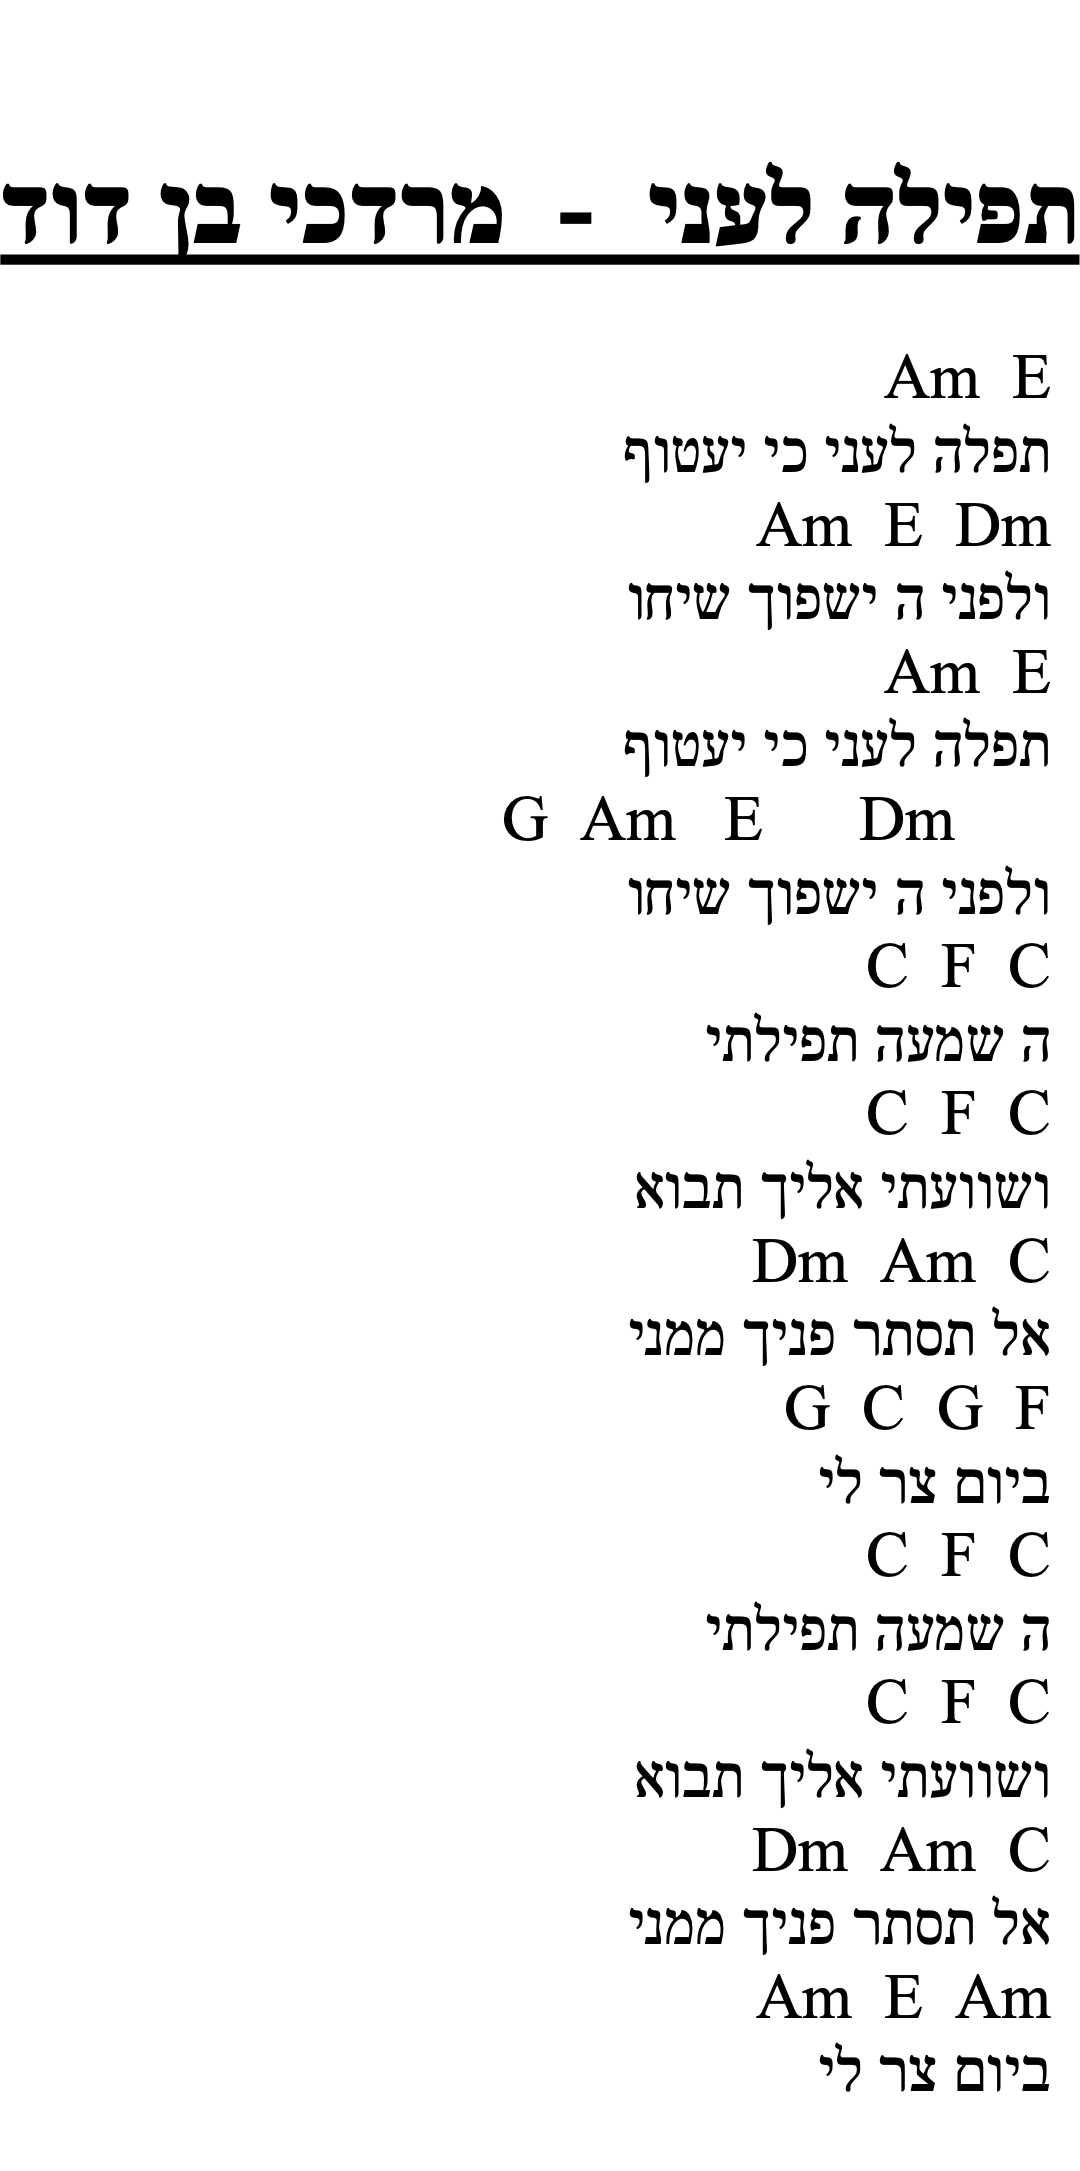 תפילה לעני - מרדכי בן דוד
Am E
תפלה לעני כי יעטוף
Am E Dm
ולפני ה ישפוך שיחו
Am E
תפלה לעני כי יעטוף
G Am E Dm
ולפני ה ישפוך שיחו
C F C
ה שמעה תפילתי
C F C
ושוועתי אליך תבוא
Dm Am C
אל תסתר פניך ממני
G C G F
ביום צר לי
C F C
ה שמעה תפילתי
C F C
ושוועתי אליך תבוא
Dm Am C
אל תסתר פניך ממני
Am E Am
ביום צר לי